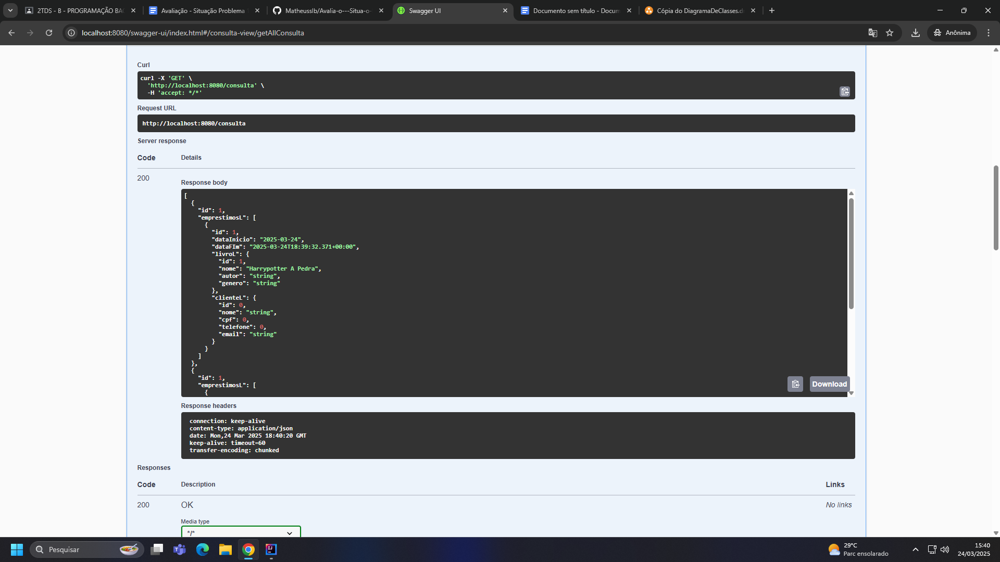 2TDS - B - PROGRAMAÇÃO BA
Avaliação - Situação Problema
Matheusslb/Avalia-o---Situa-o-
Swagger UI
Documento sem título - Docum
Cópia do DiagramaDeClasses.d
localhost:8080/swagger-ui/index.html#/consulta-view/getAllConsulta
Anônima
Curl
curl -X 'GET' \
'http://localhost:8080/consulta' \
-H 'accept: */*'
Request URL
http://localhost:8080/consulta
Server response
Code Details
200
Response body
[
{
"id": 1,
"emprestimosL": [
{
"id": 1,
"dataInicio": "2025-03-24",
"dataFIm": "2025-03-24T18:39:32.371+00:00",
"livroL": {
"id": 1,
"nome": "Harrypotter A Pedra",
"autor": "string",
"genero": "string"
},
"clienteL": {
"id": 0,
"nome": "string",
"cpf": 0,
"telefone": 0,
"email": "string"
}
}
]
},
{
"id": 1,
"emprestimosL": [
{
Download
Response headers
connection: keep-alive
content-type: application/json
date: Mon,24 Mar 2025 18:40:20 GMT
keep-alive: timeout=60
transfer-encoding: chunked
Responses
Code Description Links
200 OK No links
Media type
*/*
Pesquisar
29°C
Parc ensolarado
15:40
24/03/2025